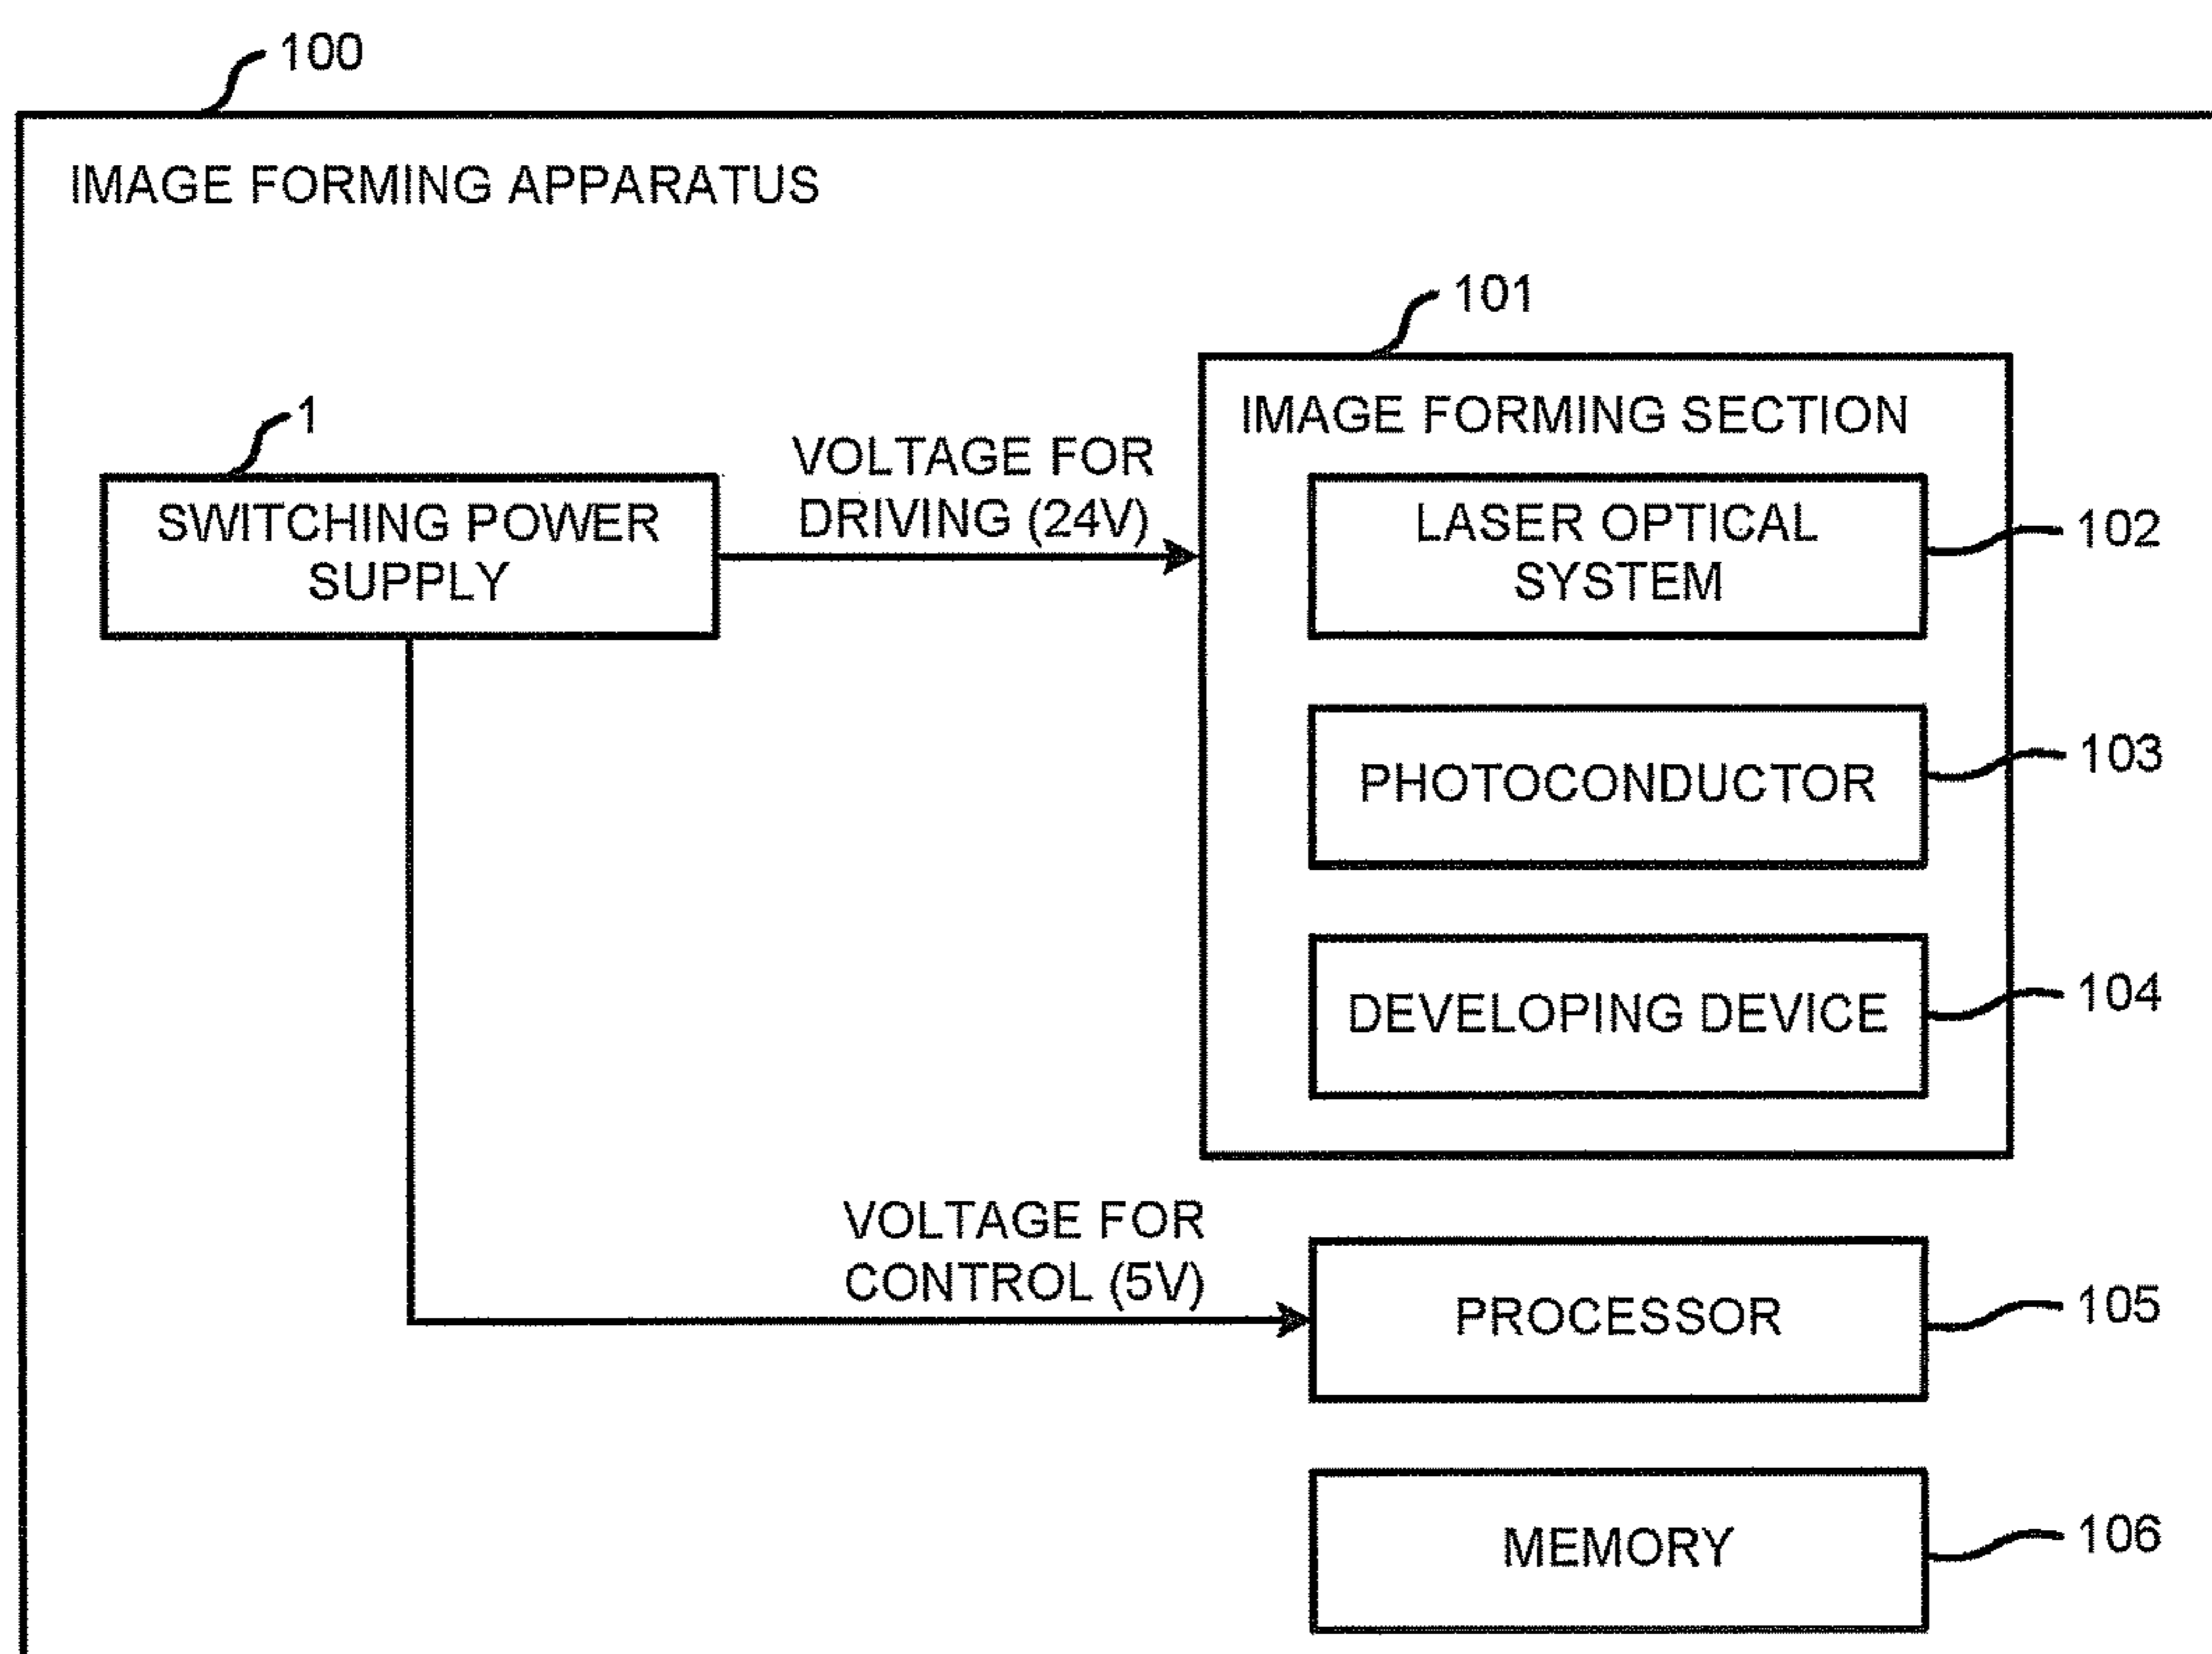 100
IMAGE FORMING APPARATUS
101
IMAGE FORMING SECTION
1
SWITCHING POWER
SUPPLY
VOLTAGE FOR
DRIVING (24V)
LASER OPTICAL
SYSTEM
102
PHOTOCONDUCTOR
103
DEVELOPING DEVICE
104
VOLTAGE FOR
CONTROL (5V)
PROCESSOR
105
MEMORY
106